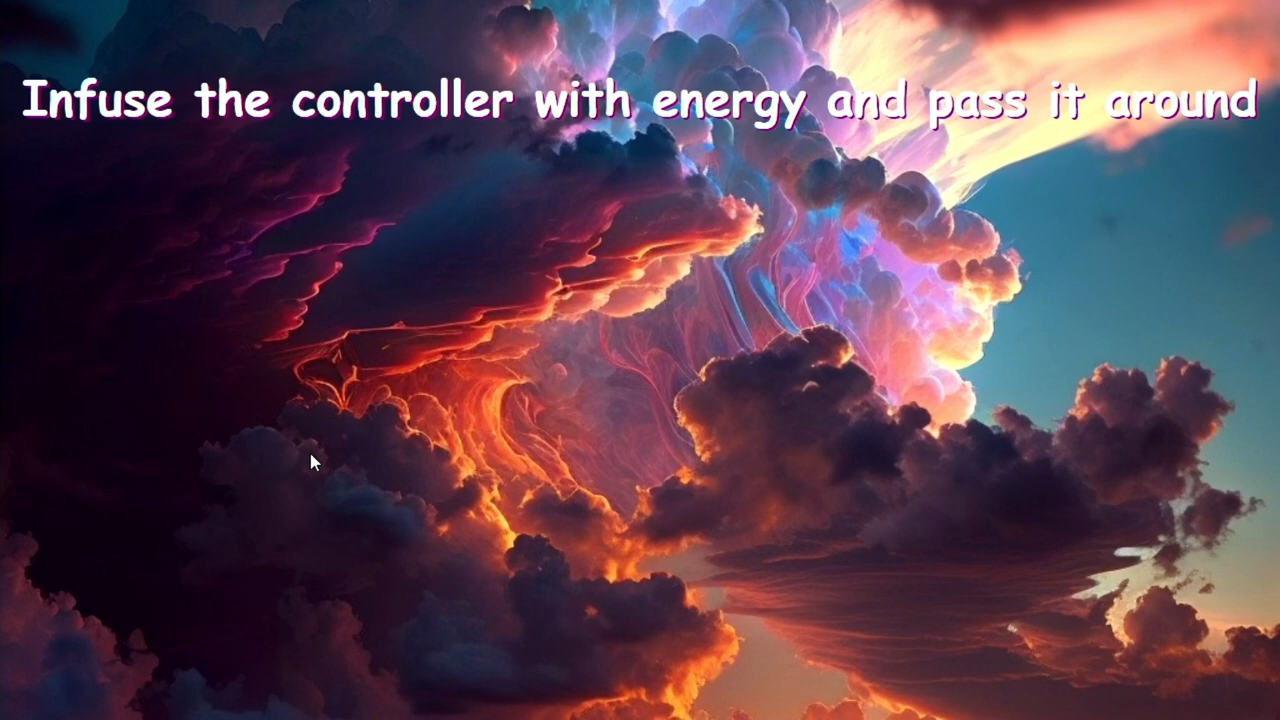 Infuse the controller with energy and pass it around